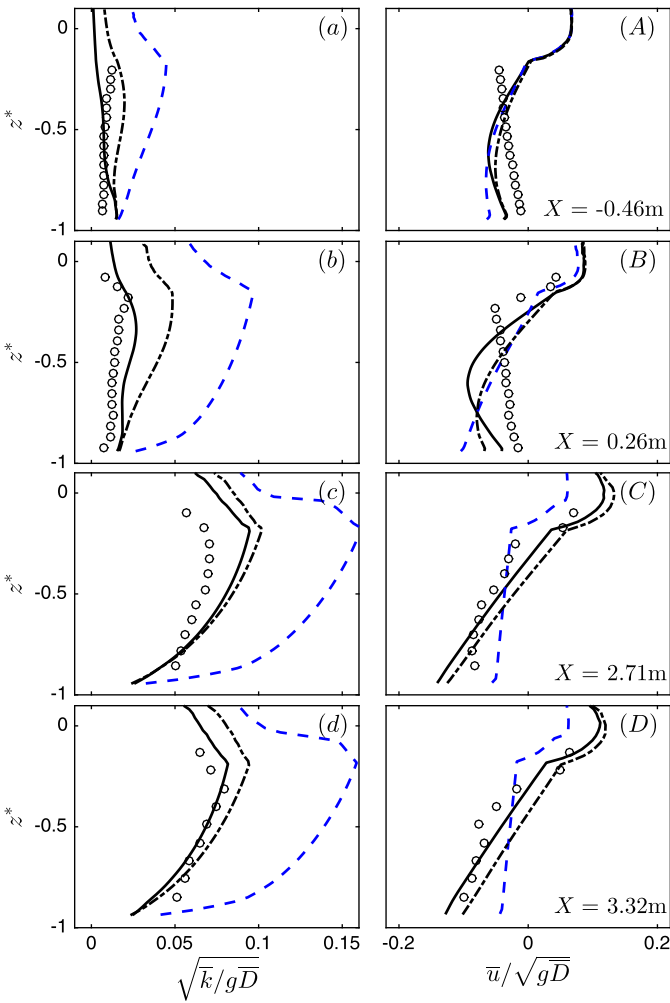 0
(a)
(A)
z*
-0.5
-1
X = -0.46m
0
(b)
(B)
z*
-0.5
-1
X = 0.26m
0
(c)
(C)
z*
-0.5
-1
X = 2.71m
0
(d)
(D)
z*
-0.5
-1
X = 3.32m
0 0.05 0.1 0.15 -0.2 0 0.2
√k̅/gD̅ u̅/√gD̅